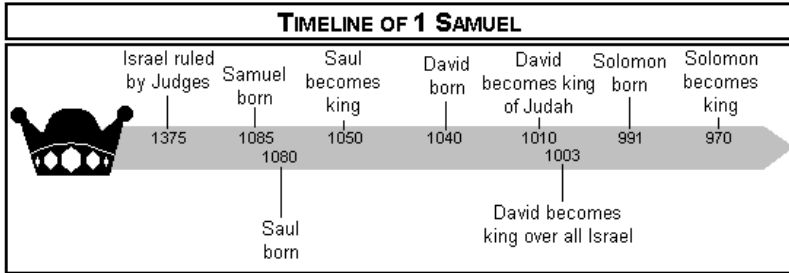 TIMELINE OF 1 SAMUEL
Israel ruled
by Judges
Samuel
born
Saul
becomes
king
David
born
David
becomes king
of Judah
Solomon
born
Solomon
becomes
king
1375
1085
1050
1040
1010
991
970
1080
1003
Saul
born
David becomes
king over all Israel